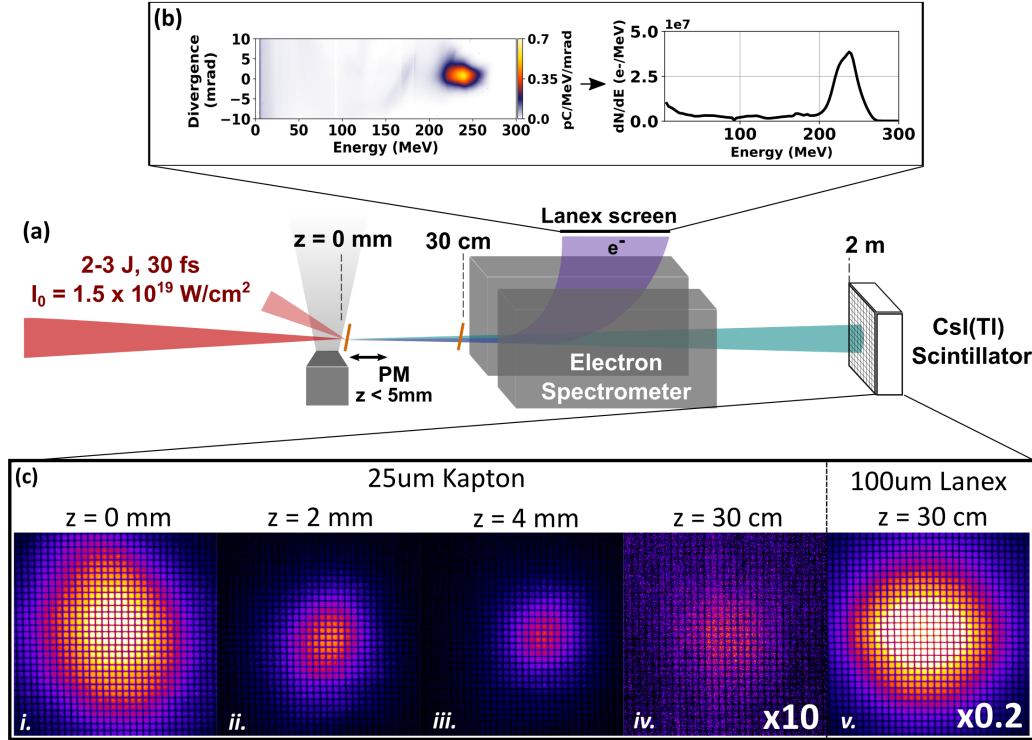 (b)
10
5
0
−5
−10
Divergence
(mrad)
0 50 100 150 200 250 300
Energy (MeV)
0.7
0.35
0.0
pC/MeV/mrad
1e7
5.0
2.5
0.0
dN/dE (e-/MeV)
100 200 300
Energy (MeV)
(a)
Lanex screen
e-
z = 0 mm
30 cm
2 m
2-3 J, 30 fs
I0 = 1.5 x 10^19 W/cm²
PM
z < 5mm
Electron
Spectrometer
CsI(Tl)
Scintillator
(c)
25um Kapton
100um Lanex
z = 0 mm
z = 2 mm
z = 4 mm
z = 30 cm
z = 30 cm
i.
ii.
iii.
iv.
x10
v.
x0.2